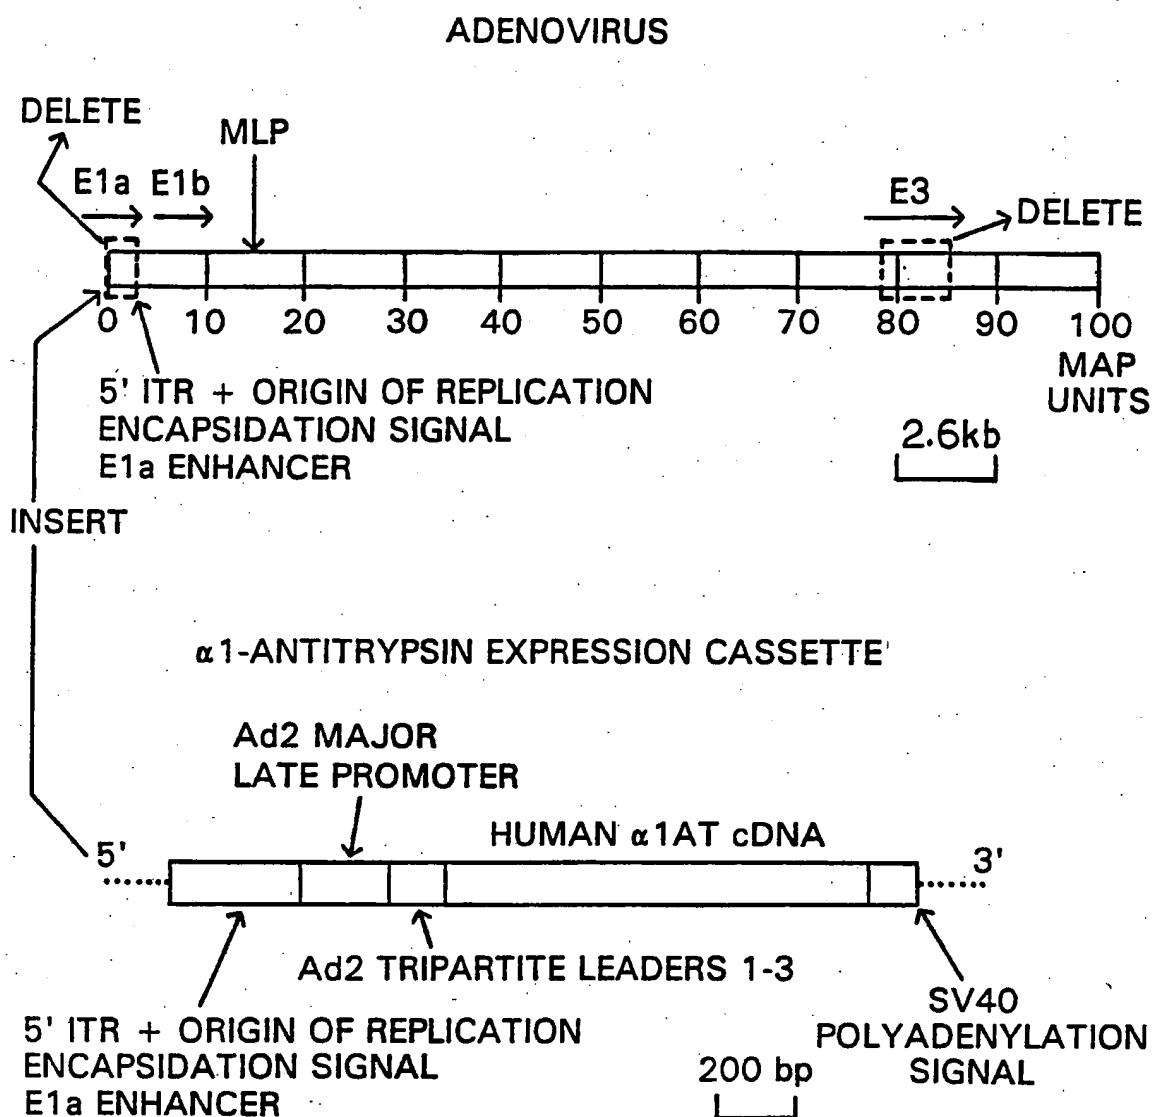 ADENOVIRUS
DELETE
MLP
E1a E1b
E3
DELETE
0 10 20 30 40 50 60 70 80 90 100
MAP
UNITS
5' ITR + ORIGIN OF REPLICATION
ENCAPSIDATION SIGNAL
E1a ENHANCER
2.6kb
INSERT
α1-ANTITRYPSIN EXPRESSION CASSETTE
Ad2 MAJOR
LATE PROMOTER
HUMAN α1AT cDNA
5'
3'
Ad2 TRIPARTITE LEADERS 1-3
SV40
POLYADENYLATION
SIGNAL
5' ITR + ORIGIN OF REPLICATION
ENCAPSIDATION SIGNAL
E1a ENHANCER
200 bp